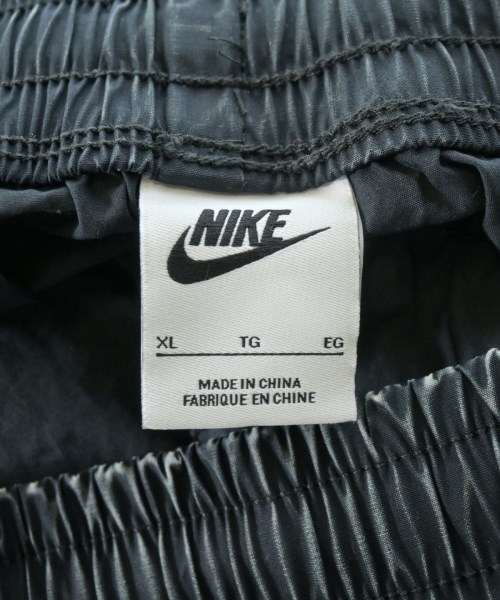 NIKE
XL TG EG
MADE IN CHINA
FABRIQUE EN CHINE